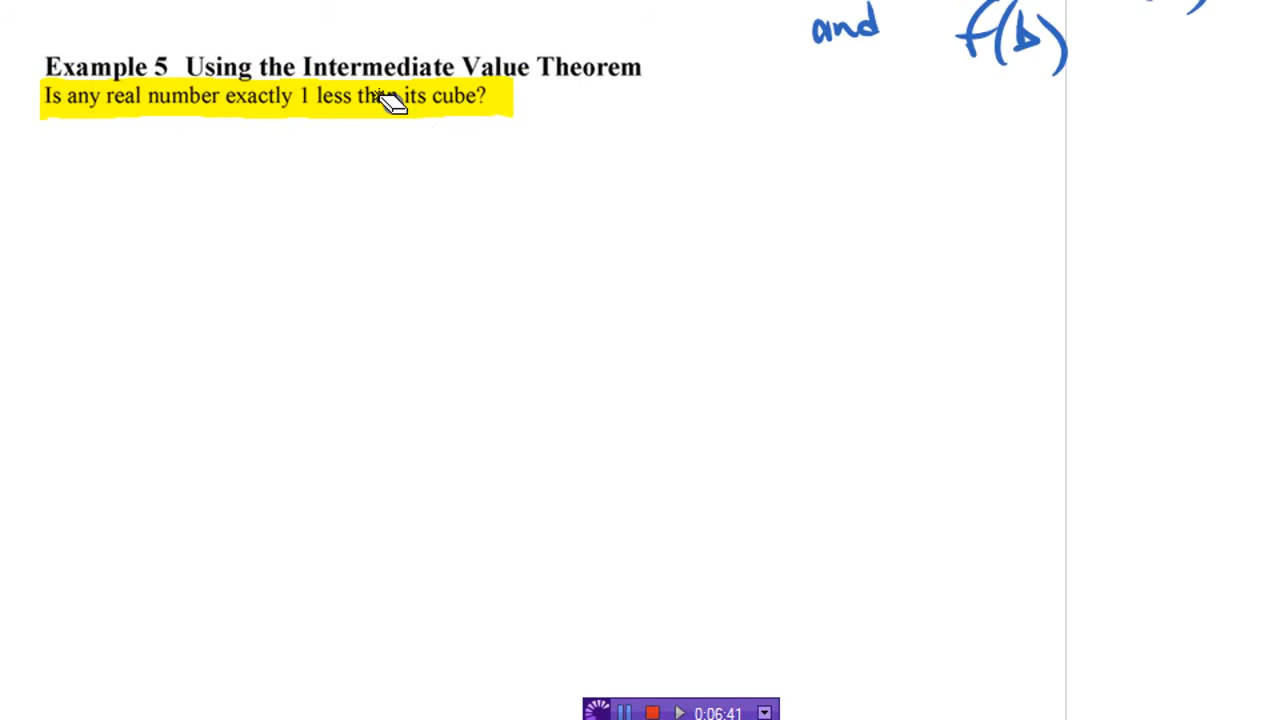 and f(b)
Example 5 Using the Intermediate Value Theorem
Is any real number exactly 1 less than its cube?
0:06:41